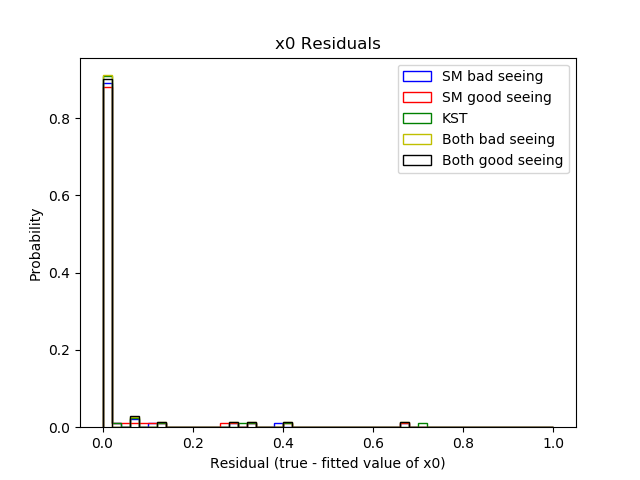 x0 Residuals
SM bad seeing
SM good seeing
KST
Both bad seeing
Both good seeing
Probability
0.8
0.6
0.4
0.2
0.0
0.0 0.2 0.4 0.6 0.8 1.0
Residual (true - fitted value of x0)